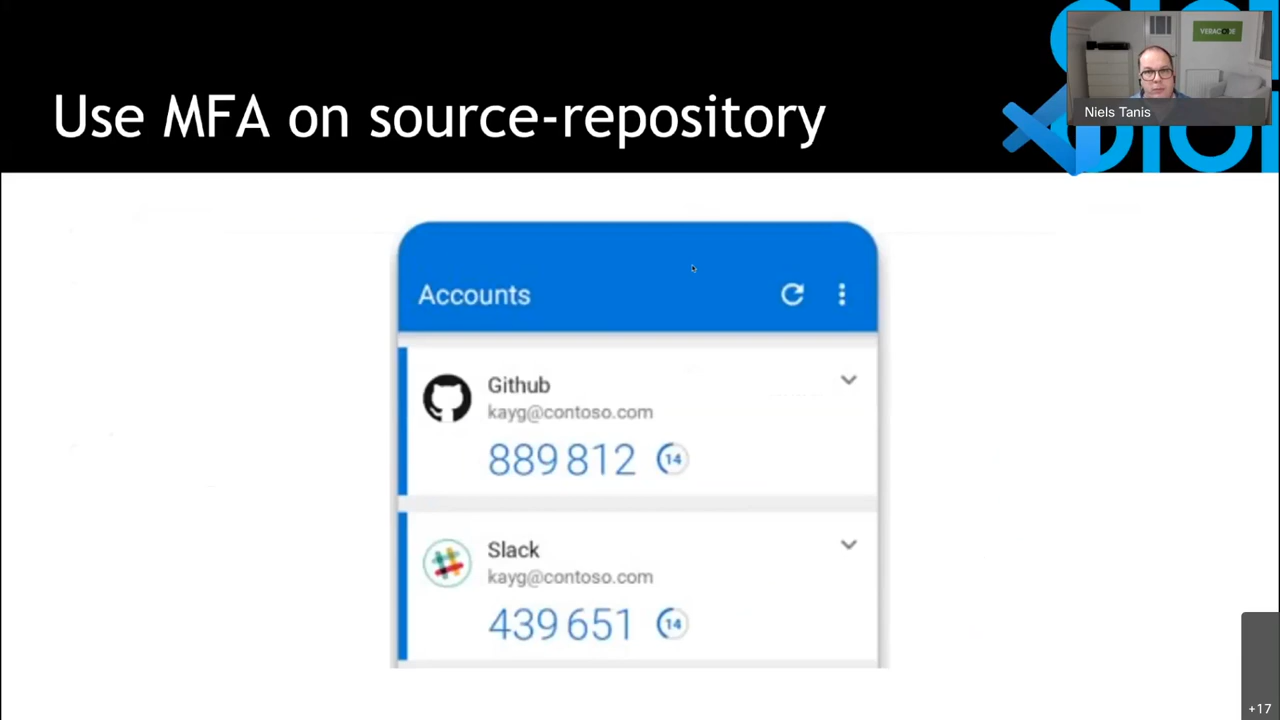 Use MFA on source-repository
VERACODE
Niels Tanis
Accounts
Github
kayg@contoso.com
889 812
14
Slack
kayg@contoso.com
439 651
14
+17